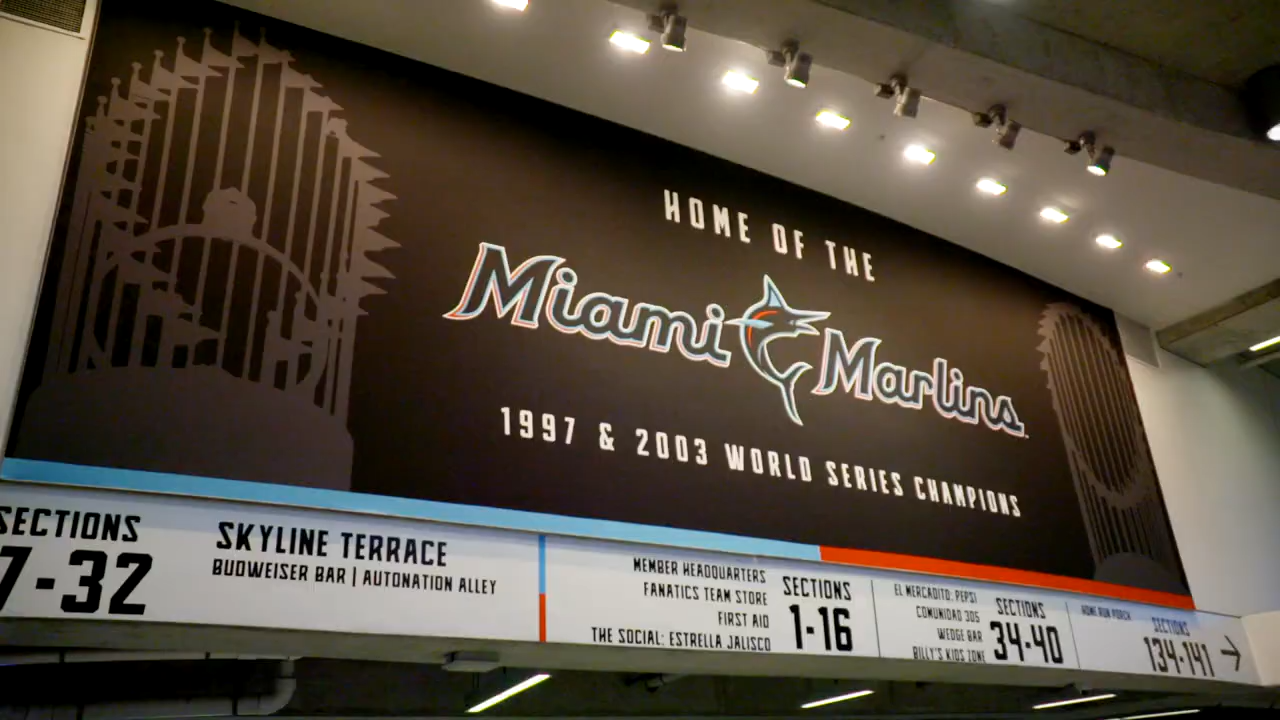 HOME OF THE
Miami Marlins
1997 & 2003 WORLD SERIES CHAMPIONS
SECTIONS
7-32
SKYLINE TERRACE
BUDWEISER BAR | AUTONATION ALLEY
MEMBER HEADQUARTERS
FANATICS TEAM STORE
FIRST AID
THE SOCIAL: ESTRELLA JALISCO
SECTIONS
1-16
EL MERCADITO: PEPSI
COMUNIDAD 305
WEDGE BAR
BILLY'S KIDS ZONE
SECTIONS
34-40
HOME RUN PORCH
SECTIONS
134-141 →